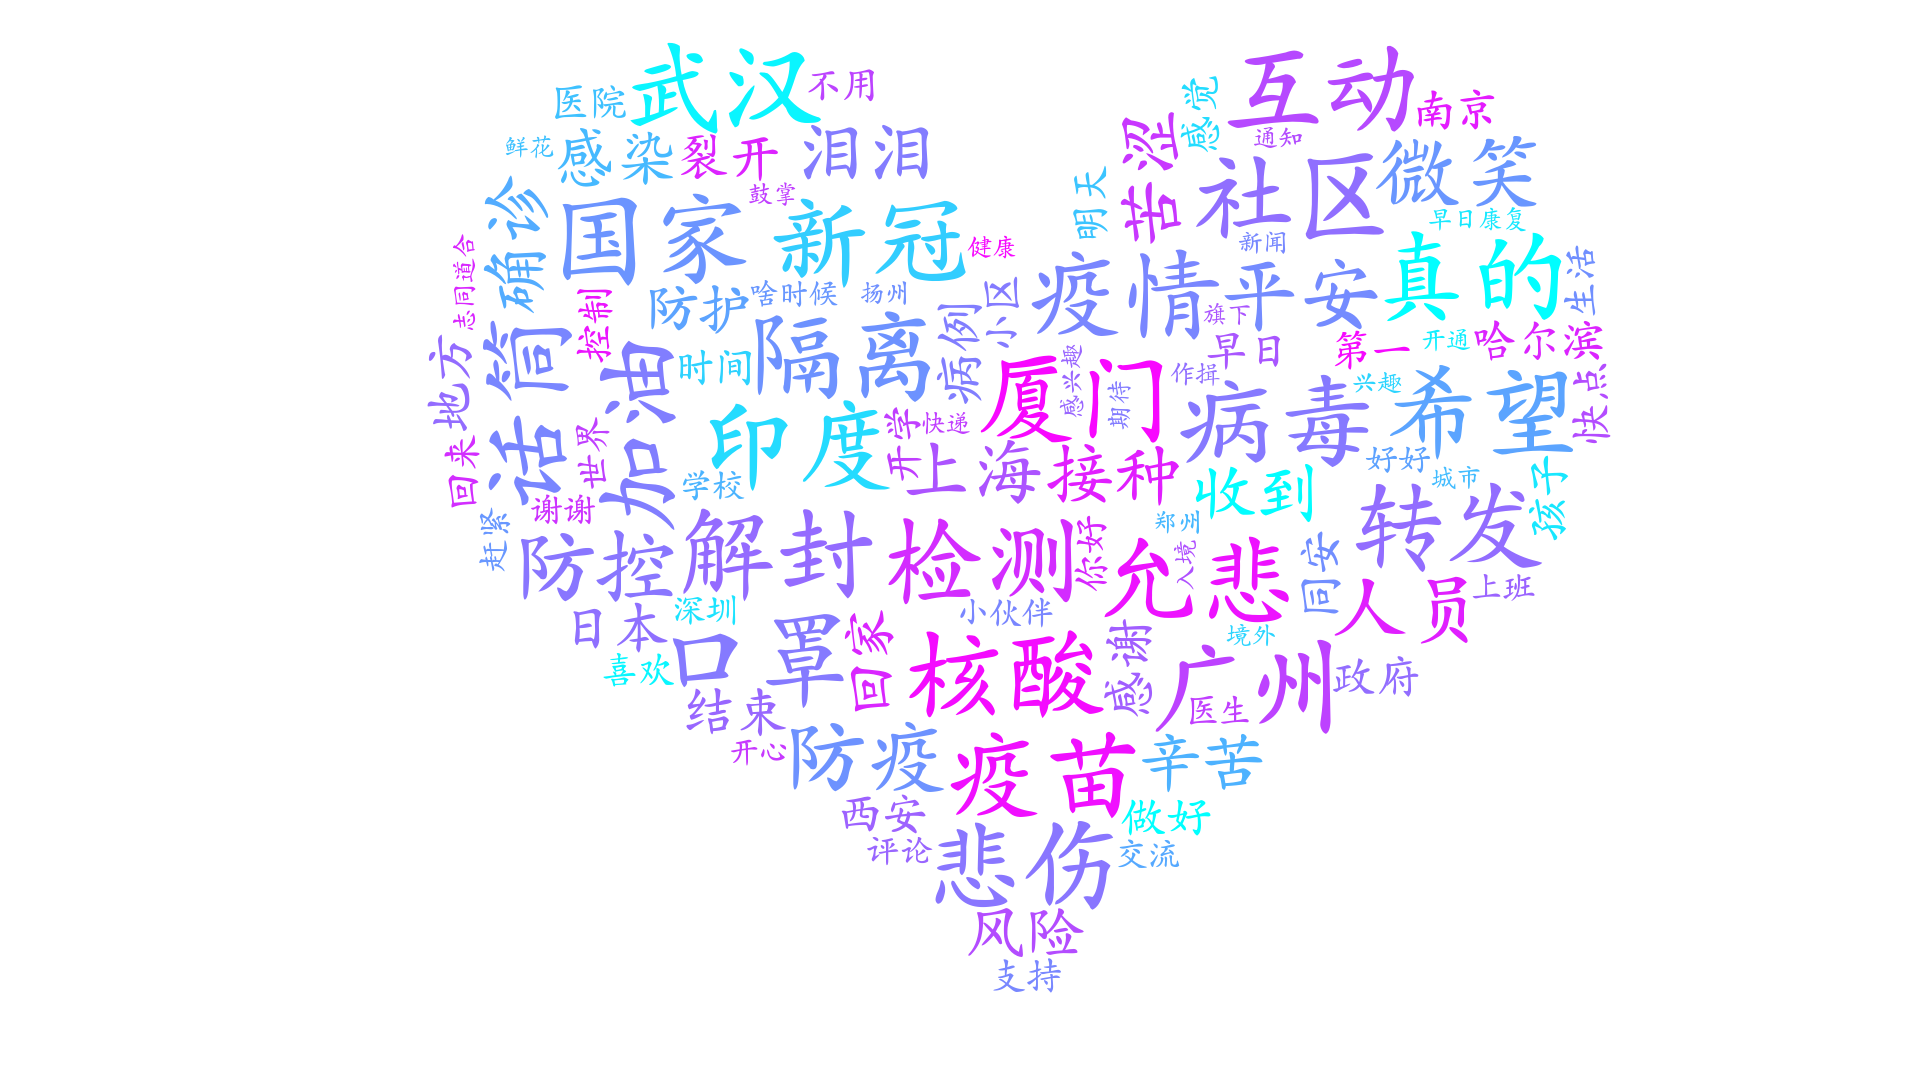 武汉
互动
不用
医院
感觉
南京
通知
涩
鲜花
感染
裂开
泪泪
社区
微笑
苦
明天
鼓掌
确诊
国家
新冠
早日康复
健康
新闻
真的
生活
志同道合
疫情
平安
防护
啥时候
扬州
小区
病例
控制
旗下
隔离
话筒
加油
时间
早日
第一
开通
哈尔滨
地方
厦门
感兴趣
期待
作揖
病毒
兴趣
希望
快点
印度
开学
快递
世界
回来
上海
接种
收到
好好
城市
学校
谢谢
孩子
转发
赶紧
防控
解封
检测
你好
郑州
入境
允悲
同安
人员
上班
深圳
日本
小伙伴
境外
口罩
回家
核酸
感谢
广州
医生
政府
喜欢
结束
开心
防疫
疫苗
辛苦
西安
做好
评论
悲伤
交流
风险
支持